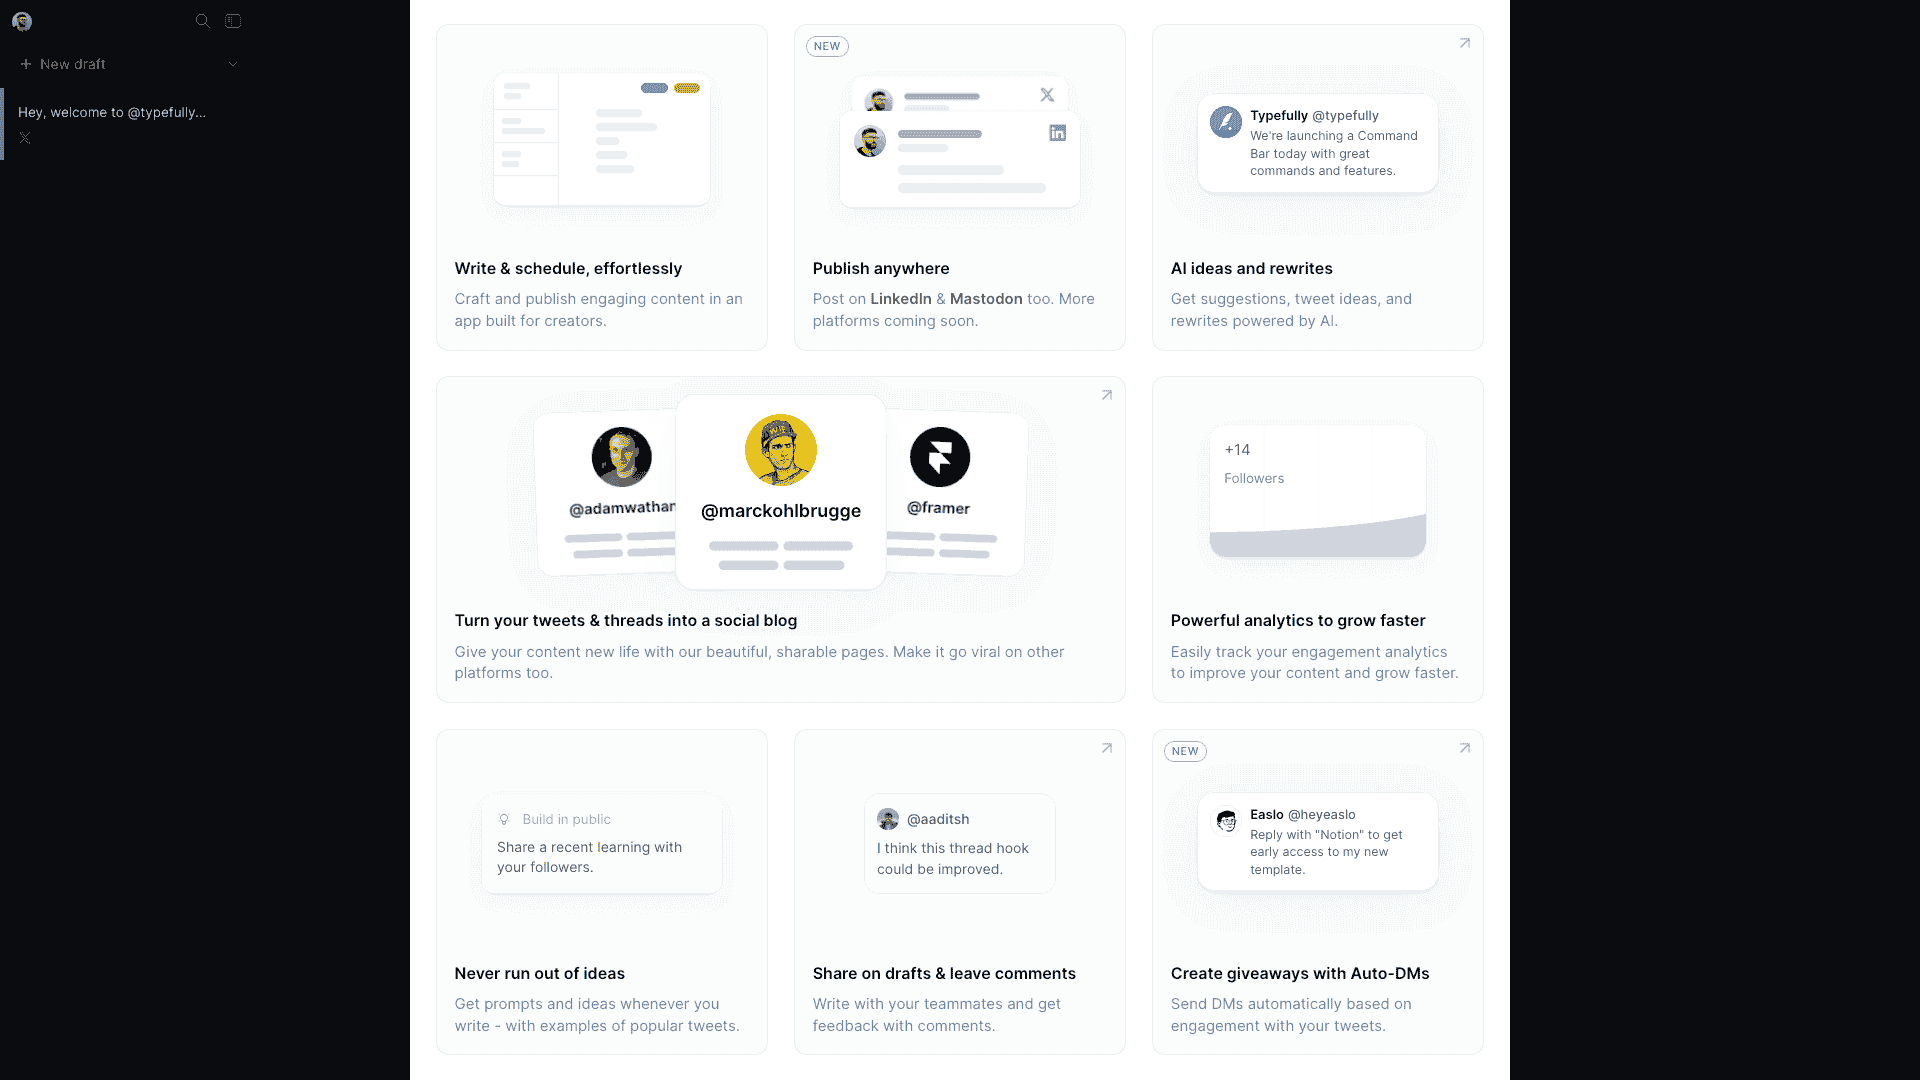 New draft
Hey, welcome to @typefully...
NEW
Typefully @typefully
We're launching a Command
Bar today with great
commands and features.
Write & schedule, effortlessly
Craft and publish engaging content in an
app built for creators.
Publish anywhere
Post on LinkedIn & Mastodon too. More
platforms coming soon.
AI ideas and rewrites
Get suggestions, tweet ideas, and
rewrites powered by AI.
@adamwathan
@marckohlbrugge
@framer
Turn your tweets & threads into a social blog
Give your content new life with our beautiful, sharable pages. Make it go viral on other
platforms too.
+14
Followers
Powerful analytics to grow faster
Easily track your engagement analytics
to improve your content and grow faster.
Build in public
Share a recent learning with
your followers.
Never run out of ideas
Get prompts and ideas whenever you
write - with examples of popular tweets.
@aaditsh
I think this thread hook
could be improved.
Share on drafts & leave comments
Write with your teammates and get
feedback with comments.
NEW
Easlo @heyeaslo
Reply with "Notion" to get
early access to my new
template.
Create giveaways with Auto-DMs
Send DMs automatically based on
engagement with your tweets.